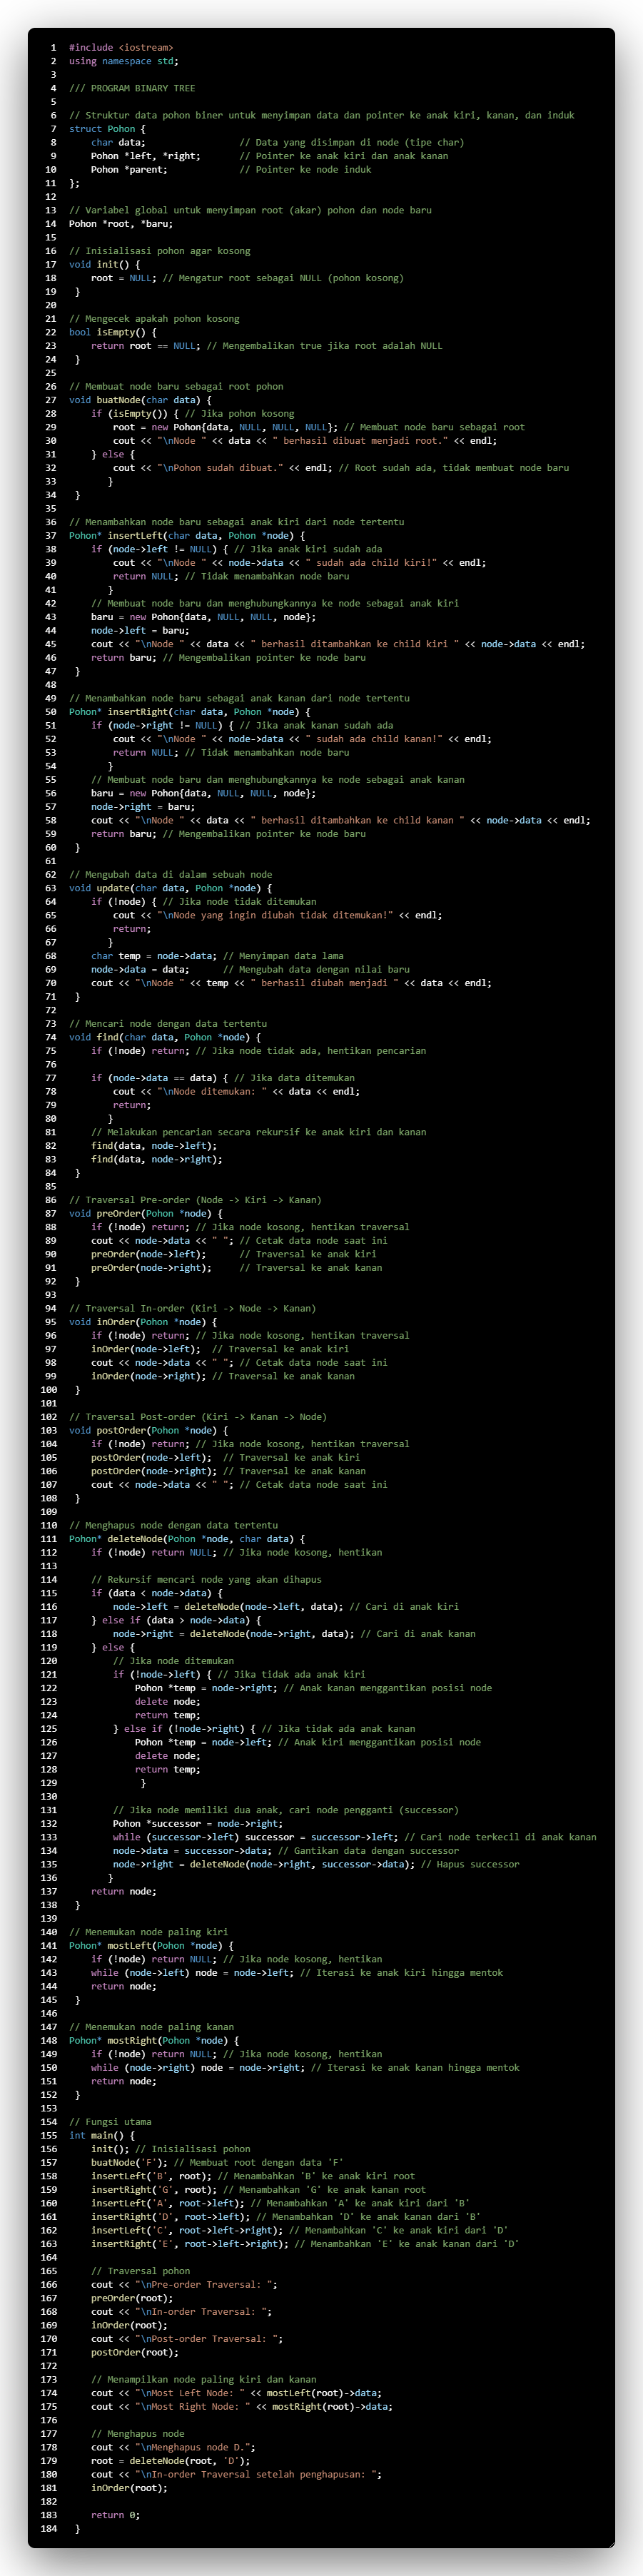 1 #include <iostream>
2 using namespace std;
3
4 /// PROGRAM BINARY TREE
5
6 // Struktur data pohon biner untuk menyimpan data dan pointer ke anak kiri, kanan, dan induk
7 struct Pohon {
8     char data;                 // Data yang disimpan di node (tipe char)
9     Pohon *left, *right;       // Pointer ke anak kiri dan anak kanan
10     Pohon *parent;             // Pointer ke node induk
11 };
12
13 // Variabel global untuk menyimpan root (akar) pohon dan node baru
14 Pohon *root, *baru;
15
16 // Inisialisasi pohon agar kosong
17 void init() {
18     root = NULL; // Mengatur root sebagai NULL (pohon kosong)
19  }
20
21 // Mengecek apakah pohon kosong
22 bool isEmpty() {
23     return root == NULL; // Mengembalikan true jika root adalah NULL
24  }
25
26 // Membuat node baru sebagai root pohon
27 void buatNode(char data) {
28     if (isEmpty()) { // Jika pohon kosong
29         root = new Pohon{data, NULL, NULL, NULL}; // Membuat node baru sebagai root
30         cout << "\nNode " << data << " berhasil dibuat menjadi root." << endl;
31     } else {
32         cout << "\nPohon sudah dibuat." << endl; // Root sudah ada, tidak membuat node baru
33        }
34  }
35
36 // Menambahkan node baru sebagai anak kiri dari node tertentu
37 Pohon* insertLeft(char data, Pohon *node) {
38     if (node->left != NULL) { // Jika anak kiri sudah ada
39         cout << "\nNode " << node->data << " sudah ada child kiri!" << endl;
40         return NULL; // Tidak menambahkan node baru
41        }
42     // Membuat node baru dan menghubungkannya ke node sebagai anak kiri
43     baru = new Pohon{data, NULL, NULL, node};
44     node->left = baru;
45     cout << "\nNode " << data << " berhasil ditambahkan ke child kiri " << node->data << endl;
46     return baru; // Mengembalikan pointer ke node baru
47  }
48
49 // Menambahkan node baru sebagai anak kanan dari node tertentu
50 Pohon* insertRight(char data, Pohon *node) {
51     if (node->right != NULL) { // Jika anak kanan sudah ada
52         cout << "\nNode " << node->data << " sudah ada child kanan!" << endl;
53         return NULL; // Tidak menambahkan node baru
54        }
55     // Membuat node baru dan menghubungkannya ke node sebagai anak kanan
56     baru = new Pohon{data, NULL, NULL, node};
57     node->right = baru;
58     cout << "\nNode " << data << " berhasil ditambahkan ke child kanan " << node->data << endl;
59     return baru; // Mengembalikan pointer ke node baru
60  }
61
62 // Mengubah data di dalam sebuah node
63 void update(char data, Pohon *node) {
64     if (!node) { // Jika node tidak ditemukan
65         cout << "\nNode yang ingin diubah tidak ditemukan!" << endl;
66         return;
67        }
68     char temp = node->data; // Menyimpan data lama
69     node->data = data;      // Mengubah data dengan nilai baru
70     cout << "\nNode " << temp << " berhasil diubah menjadi " << data << endl;
71  }
72
73 // Mencari node dengan data tertentu
74 void find(char data, Pohon *node) {
75     if (!node) return; // Jika node tidak ada, hentikan pencarian
76
77     if (node->data == data) { // Jika data ditemukan
78         cout << "\nNode ditemukan: " << data << endl;
79         return;
80        }
81     // Melakukan pencarian secara rekursif ke anak kiri dan kanan
82     find(data, node->left);
83     find(data, node->right);
84  }
85
86 // Traversal Pre-order (Node -> Kiri -> Kanan)
87 void preOrder(Pohon *node) {
88     if (!node) return; // Jika node kosong, hentikan traversal
89     cout << node->data << " "; // Cetak data node saat ini
90     preOrder(node->left);      // Traversal ke anak kiri
91     preOrder(node->right);     // Traversal ke anak kanan
92  }
93
94 // Traversal In-order (Kiri -> Node -> Kanan)
95 void inOrder(Pohon *node) {
96     if (!node) return; // Jika node kosong, hentikan traversal
97     inOrder(node->left);  // Traversal ke anak kiri
98     cout << node->data << " "; // Cetak data node saat ini
99     inOrder(node->right); // Traversal ke anak kanan
100  }
101
102 // Traversal Post-order (Kiri -> Kanan -> Node)
103 void postOrder(Pohon *node) {
104     if (!node) return; // Jika node kosong, hentikan traversal
105     postOrder(node->left);  // Traversal ke anak kiri
106     postOrder(node->right); // Traversal ke anak kanan
107     cout << node->data << " "; // Cetak data node saat ini
108  }
109
110 // Menghapus node dengan data tertentu
111 Pohon* deleteNode(Pohon *node, char data) {
112     if (!node) return NULL; // Jika node kosong, hentikan
113
114     // Rekursif mencari node yang akan dihapus
115     if (data < node->data) {
116         node->left = deleteNode(node->left, data); // Cari di anak kiri
117     } else if (data > node->data) {
118         node->right = deleteNode(node->right, data); // Cari di anak kanan
119     } else {
120         // Jika node ditemukan
121         if (!node->left) { // Jika tidak ada anak kiri
122             Pohon *temp = node->right; // Anak kanan menggantikan posisi node
123             delete node;
124             return temp;
125         } else if (!node->right) { // Jika tidak ada anak kanan
126             Pohon *temp = node->left; // Anak kiri menggantikan posisi node
127             delete node;
128             return temp;
129              }
130
131         // Jika node memiliki dua anak, cari node pengganti (successor)
132         Pohon *successor = node->right;
133         while (successor->left) successor = successor->left; // Cari node terkecil di anak kanan
134         node->data = successor->data; // Gantikan data dengan successor
135         node->right = deleteNode(node->right, successor->data); // Hapus successor
136        }
137     return node;
138  }
139
140 // Menemukan node paling kiri
141 Pohon* mostLeft(Pohon *node) {
142     if (!node) return NULL; // Jika node kosong, hentikan
143     while (node->left) node = node->left; // Iterasi ke anak kiri hingga mentok
144     return node;
145  }
146
147 // Menemukan node paling kanan
148 Pohon* mostRight(Pohon *node) {
149     if (!node) return NULL; // Jika node kosong, hentikan
150     while (node->right) node = node->right; // Iterasi ke anak kanan hingga mentok
151     return node;
152  }
153
154 // Fungsi utama
155 int main() {
156     init(); // Inisialisasi pohon
157     buatNode('F'); // Membuat root dengan data 'F'
158     insertLeft('B', root); // Menambahkan 'B' ke anak kiri root
159     insertRight('G', root); // Menambahkan 'G' ke anak kanan root
160     insertLeft('A', root->left); // Menambahkan 'A' ke anak kiri dari 'B'
161     insertRight('D', root->left); // Menambahkan 'D' ke anak kanan dari 'B'
162     insertLeft('C', root->left->right); // Menambahkan 'C' ke anak kiri dari 'D'
163     insertRight('E', root->left->right); // Menambahkan 'E' ke anak kanan dari 'D'
164
165     // Traversal pohon
166     cout << "\nPre-order Traversal: ";
167     preOrder(root);
168     cout << "\nIn-order Traversal: ";
169     inOrder(root);
170     cout << "\nPost-order Traversal: ";
171     postOrder(root);
172
173     // Menampilkan node paling kiri dan kanan
174     cout << "\nMost Left Node: " << mostLeft(root)->data;
175     cout << "\nMost Right Node: " << mostRight(root)->data;
176
177     // Menghapus node
178     cout << "\nMenghapus node D.";
179     root = deleteNode(root, 'D');
180     cout << "\nIn-order Traversal setelah penghapusan: ";
181     inOrder(root);
182
183     return 0;
184  }